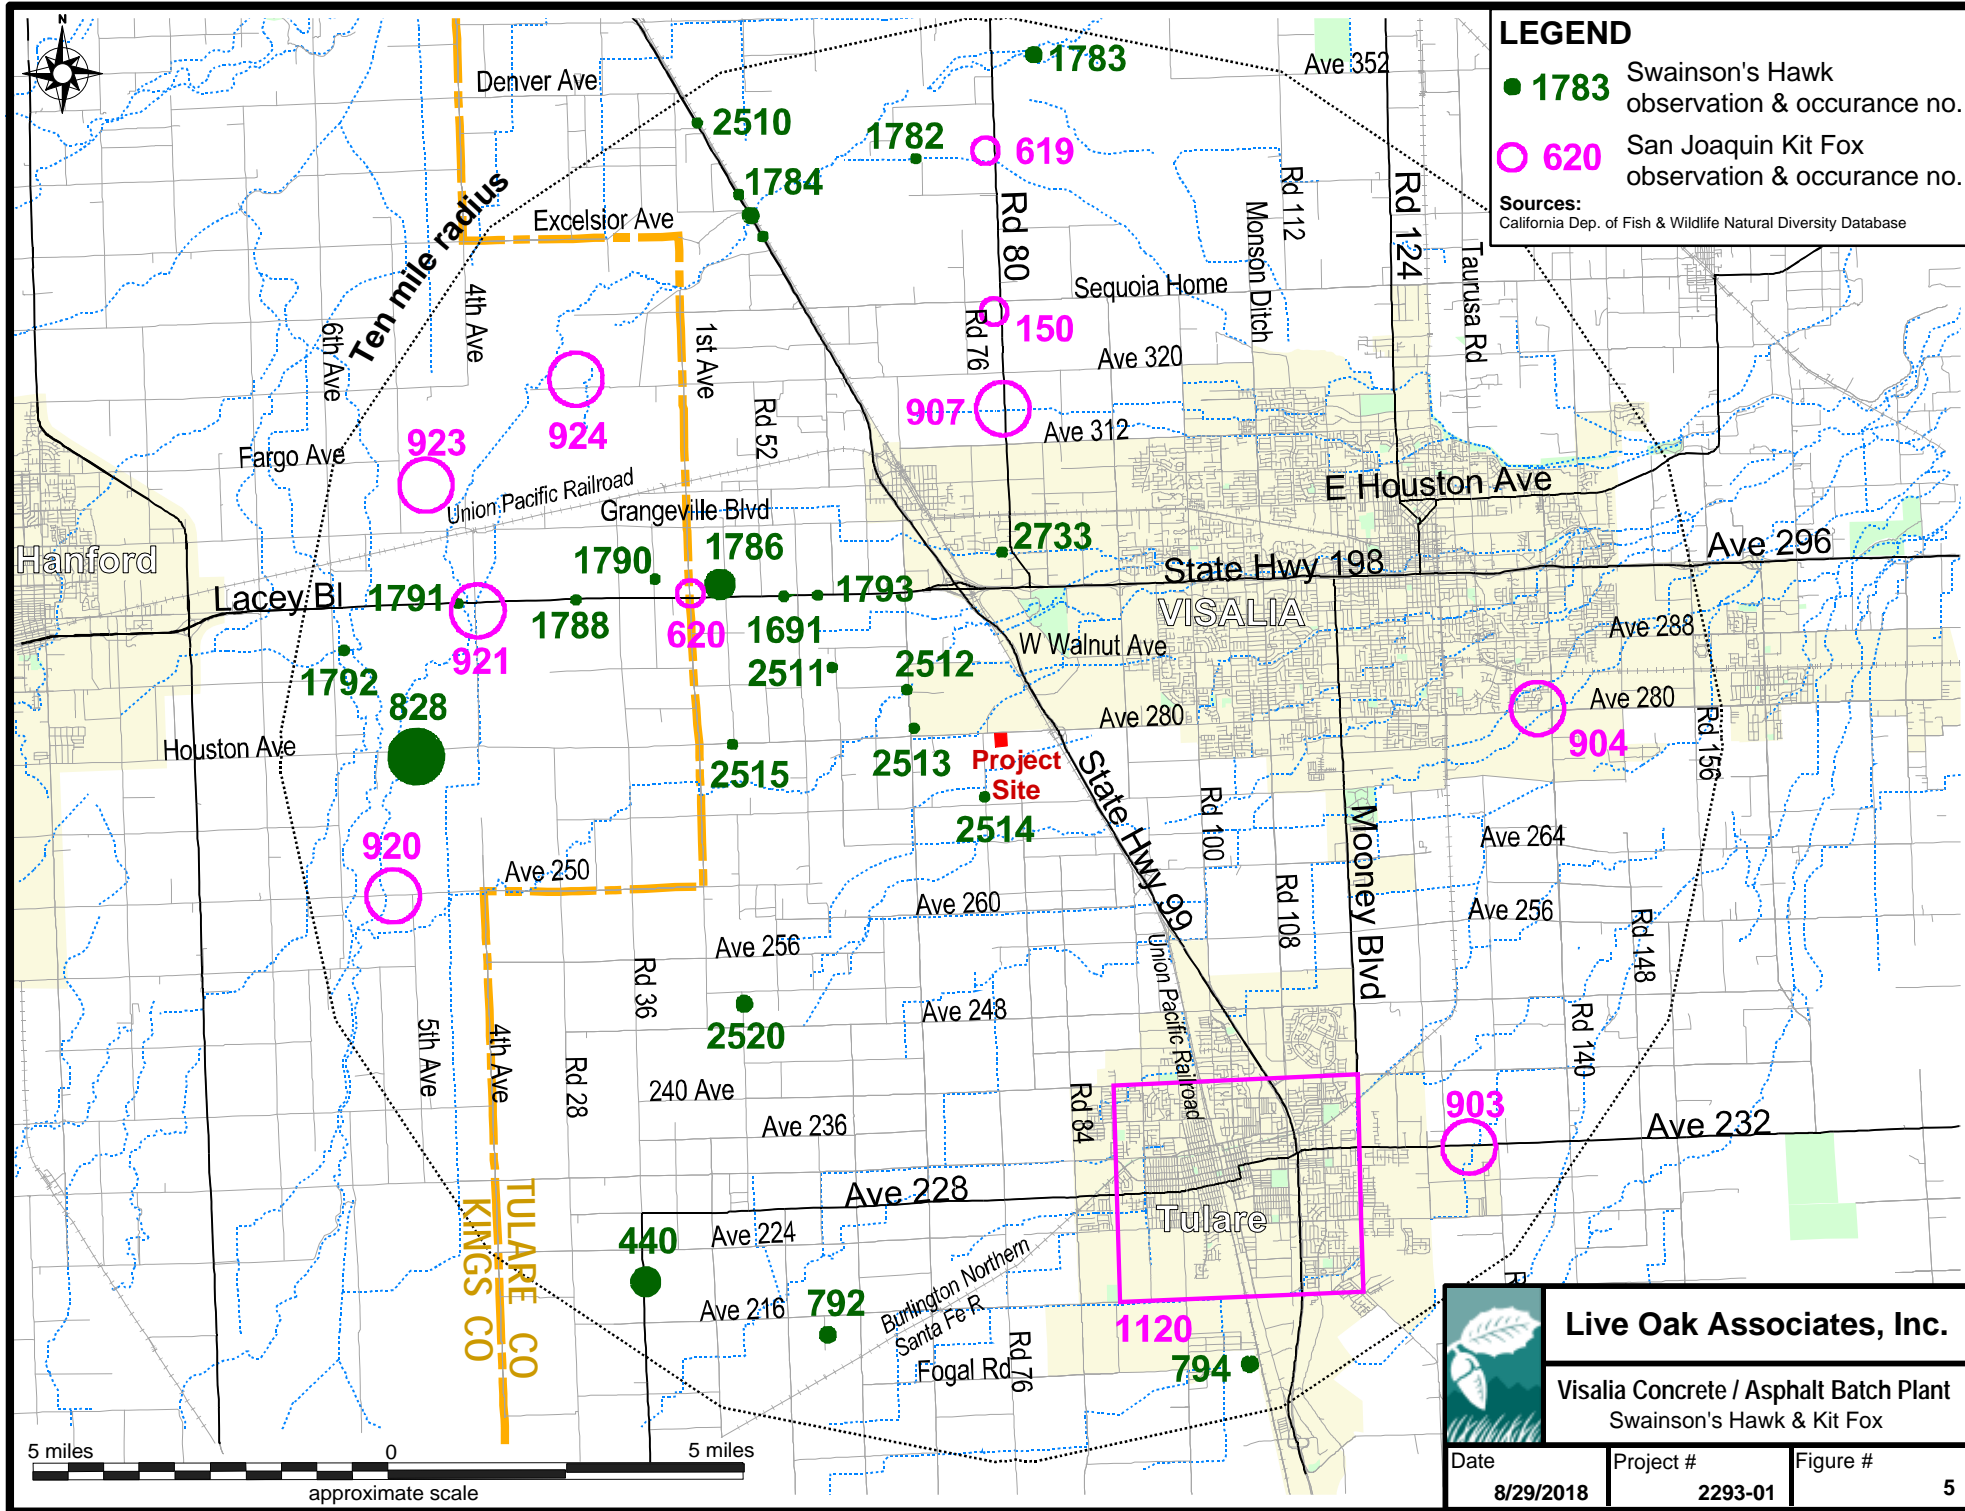 N
LEGEND
1783 Swainson's Hawk
observation & occurance no.
620 San Joaquin Kit Fox
observation & occurance no.
Sources:
California Dep. of Fish & Wildlife Natural Diversity Database
Denver Ave
1783
Ave 352
2510
1782
619
1784
Rd 80
Rd 112
Rd 124
Ten mile radius
Excelsior Ave
Monson Ditch
Taurusa Rd
4th Ave
Sequoia Home
6th Ave
1st Ave
Rd 76
150
Ave 320
924
Rd 52
907
Ave 312
923
Fargo Ave
Union Pacific Railroad
E Houston Ave
Grangeville Blvd
Hanford
1790
1786
2733
State Hwy 198
Ave 296
Lacey Bl
1791
1788
620
1691
1793
VISALIA
Ave 288
921
W Walnut Ave
1792
2511
2512
828
Ave 280
Ave 280
Rd 156
Houston Ave
2515
2513
Project
Site
904
State Hwy 99
2514
Rd 100
Mooney Blvd
Ave 264
920
Ave 250
Ave 260
Rd 108
Ave 256
Ave 256
Rd 148
Rd 36
Union Pacific Railroad
2520
Ave 248
5th Ave
4th Ave
Rd 28
Rd 140
240 Ave
Rd 84
903
Ave 236
Ave 232
TULARE CO
KINGS CO
Ave 228
Tulare
440
Ave 224
Ave 216
792
Burlington Northern
Santa Fe R
Rd 76
1120
Fogal Rd
794
R
5 miles
0
5 miles
approximate scale
Live Oak Associates, Inc.
Visalia Concrete / Asphalt Batch Plant
Swainson's Hawk & Kit Fox
Date
8/29/2018
Project #
2293-01
Figure #
5